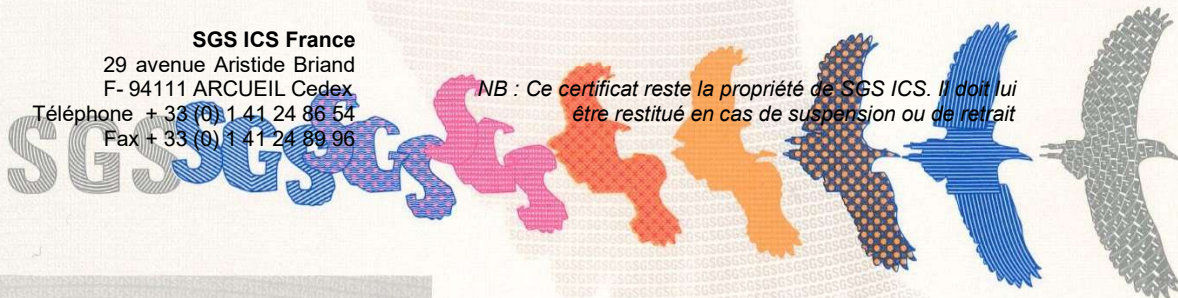 SGS ICS France
29 avenue Aristide Briand
F- 94111 ARCUEIL Cedex
Téléphone + 33 (0) 1 41 24 86 54
Fax + 33 (0) 1 41 24 89 96
NB : Ce certificat reste la propriété de SGS ICS. Il doit lui
être restitué en cas de suspension ou de retrait
SGS SGS SGS